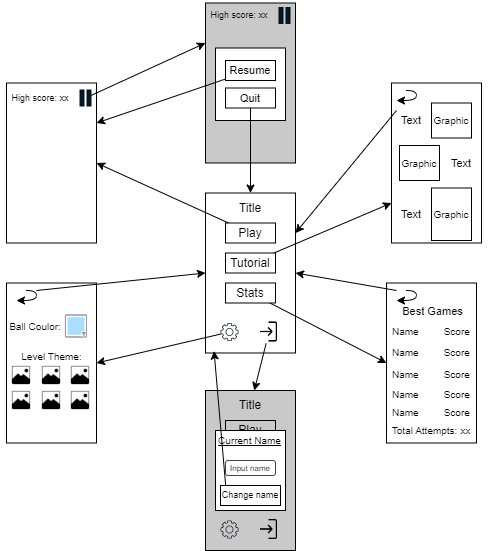 High score: xx
Resume
Quit
High score: xx
Text
Graphic
Graphic
Text
Text
Graphic
Title
Play
Tutorial
Stats
Ball Coulor:
Level Theme:
Best Games
Name Score
Name Score
Name Score
Name Score
Name Score
Total Attempts: xx
Title
Play
Current Name
Input name
Change name